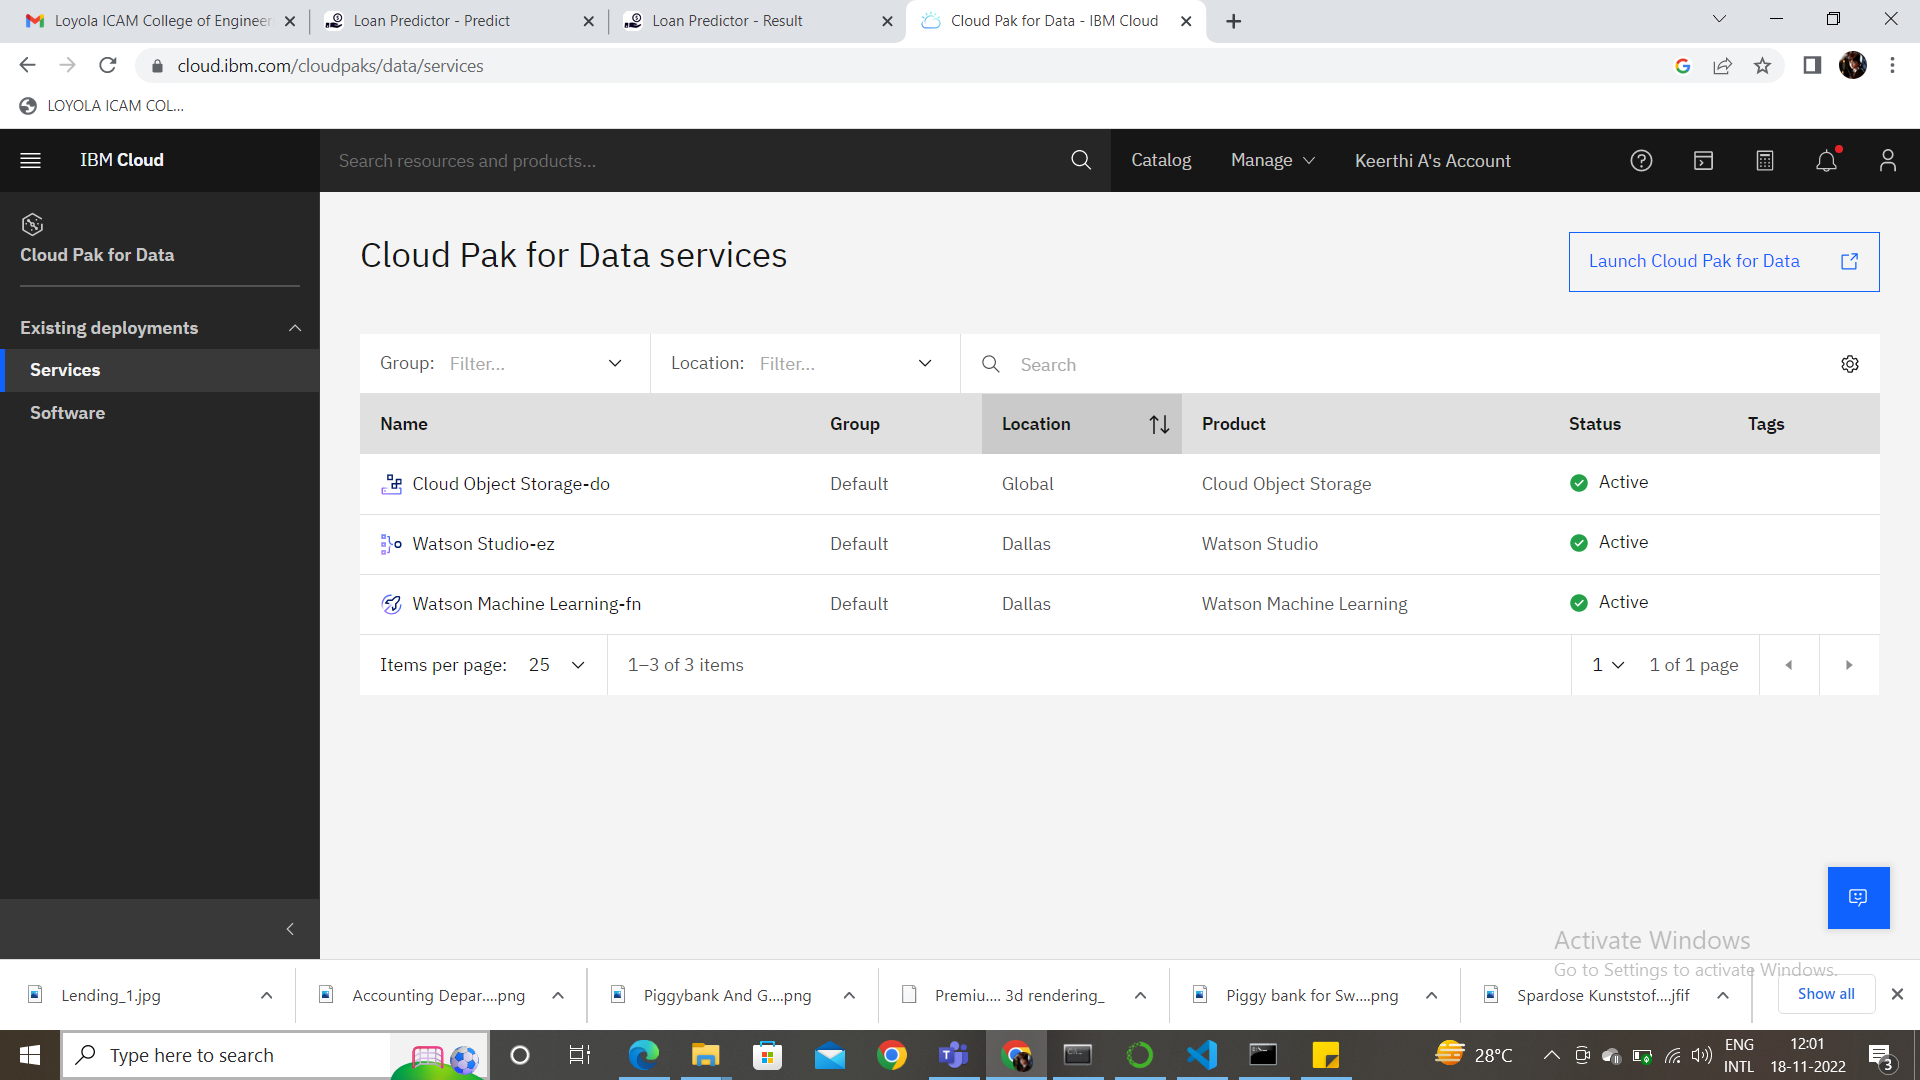 Loyola ICAM College of Engineer
Loan Predictor - Predict
Loan Predictor - Result
Cloud Pak for Data - IBM Cloud
cloud.ibm.com/cloudpaks/data/services
LOYOLA ICAM COL...
IBM Cloud
Search resources and products...
Catalog
Manage
Keerthi A's Account
Cloud Pak for Data
Existing deployments
Services
Software
Cloud Pak for Data services
Launch Cloud Pak for Data
Group: Filter...
Location: Filter...
Search
Name Group Location Product Status Tags
Cloud Object Storage-do Default Global Cloud Object Storage Active
Watson Studio-ez Default Dallas Watson Studio Active
Watson Machine Learning-fn Default Dallas Watson Machine Learning Active
Items per page: 25 1–3 of 3 items 1 1 of 1 page
Activate Windows
Go to Settings to activate Windows.
Lending_1.jpg
Accounting Depar....png
Piggybank And G....png
Premiu.... 3d rendering_
Piggy bank for Sw....png
Spardose Kunststof....jfif
Show all
Type here to search
28°C
ENG
INTL
12:01
18-11-2022
3